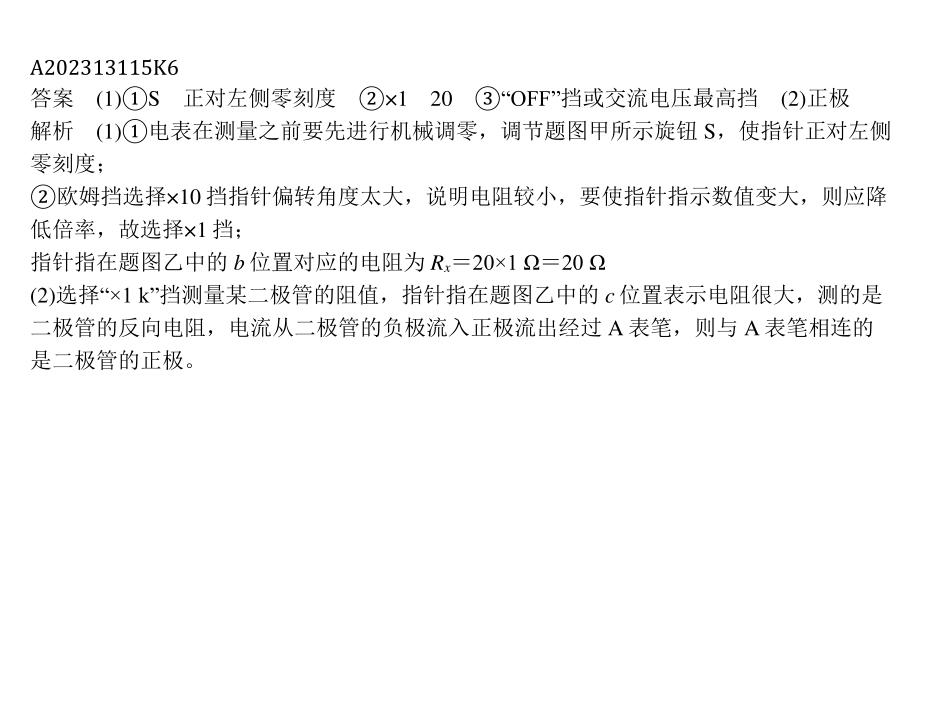 A202313115K6
答案　(1)①S　正对左侧零刻度　②×1　20　③“OFF”挡或交流电压最高挡　(2)正极
解析　(1)①电表在测量之前要先进行机械调零，调节题图甲所示旋钮 S，使指针正对左侧
零刻度；
②欧姆挡选择×10 挡指针偏转角度太大，说明电阻较小，要使指针指示数值变大，则应降
低倍率，故选择×1 挡；
指针指在题图乙中的 b 位置对应的电阻为 Rₓ＝20×1 Ω＝20 Ω
(2)选择“×1 k”挡测量某二极管的阻值，指针指在题图乙中的 c 位置表示电阻很大，测的是
二极管的反向电阻，电流从二极管的负极流入正极流出经过 A 表笔，则与 A 表笔相连的
是二极管的正极。